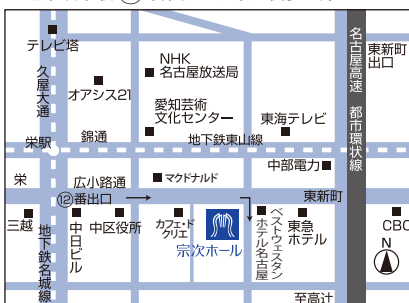 テレビ塔
久屋大通
オアシス21
NHK
名古屋放送局
愛知芸術
文化センター
東海テレビ
名古屋高速 都市環状線
東新町
出口
栄駅
錦通
地下鉄東山線
中部電力
栄
広小路通
マクドナルド
東新町
⑫番出口
三越
地下鉄名城線
中日ビル
中区役所
カフェ・ド
クリエ
宗次ホール
ベストウェスタン
ホテル名古屋
東急
ホテル
CBC
N
至高辻